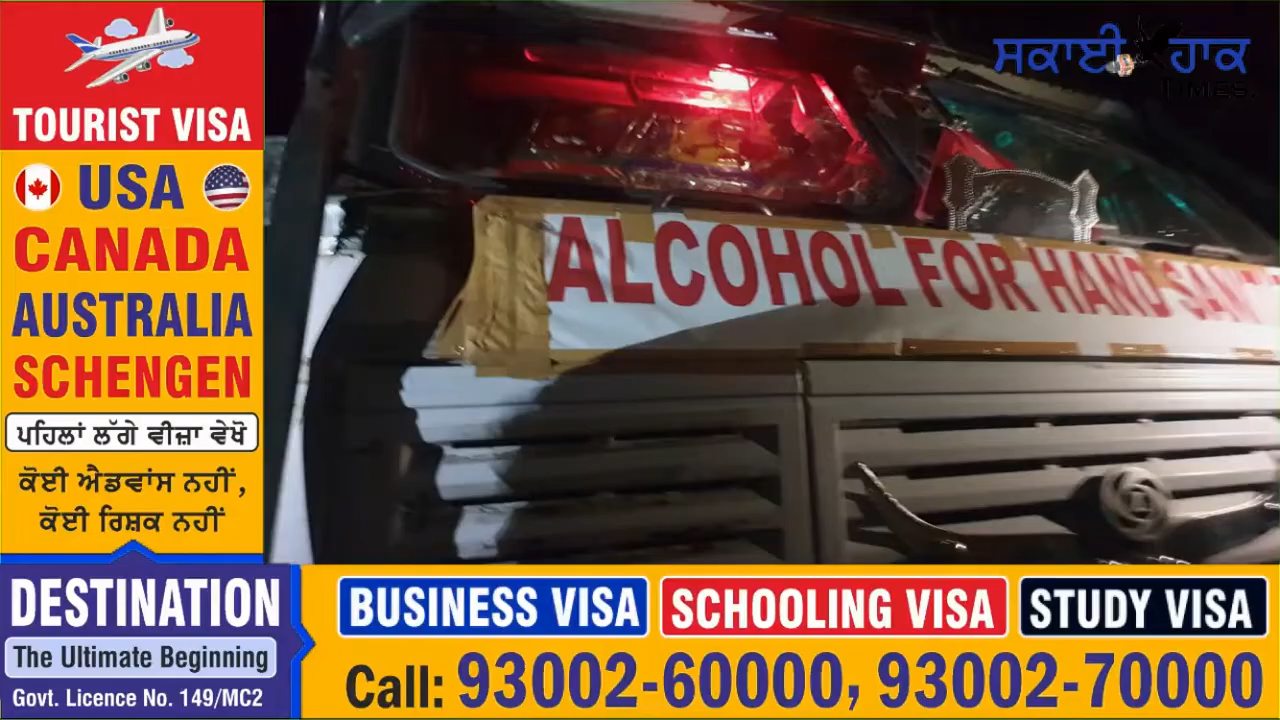 TOURIST VISA
USA
CANADA
AUSTRALIA
SCHENGEN
ਪਹਿਲਾਂ ਲੱਗੇ ਵੀਜ਼ਾ ਵੇਖੋ
ਕੋਈ ਐਡਵਾਂਸ ਨਹੀਂ,
ਕੋਈ ਰਿਸ਼ਕ ਨਹੀਂ
ਸਕਾਈ ਹਾਕ
TIMES
ALCOHOL FOR HAND
DESTINATION
The Ultimate Beginning
Govt. Licence No. 149/MC2
BUSINESS VISA
SCHOOLING VISA
STUDY VISA
Call: 93002-60000, 93002-70000